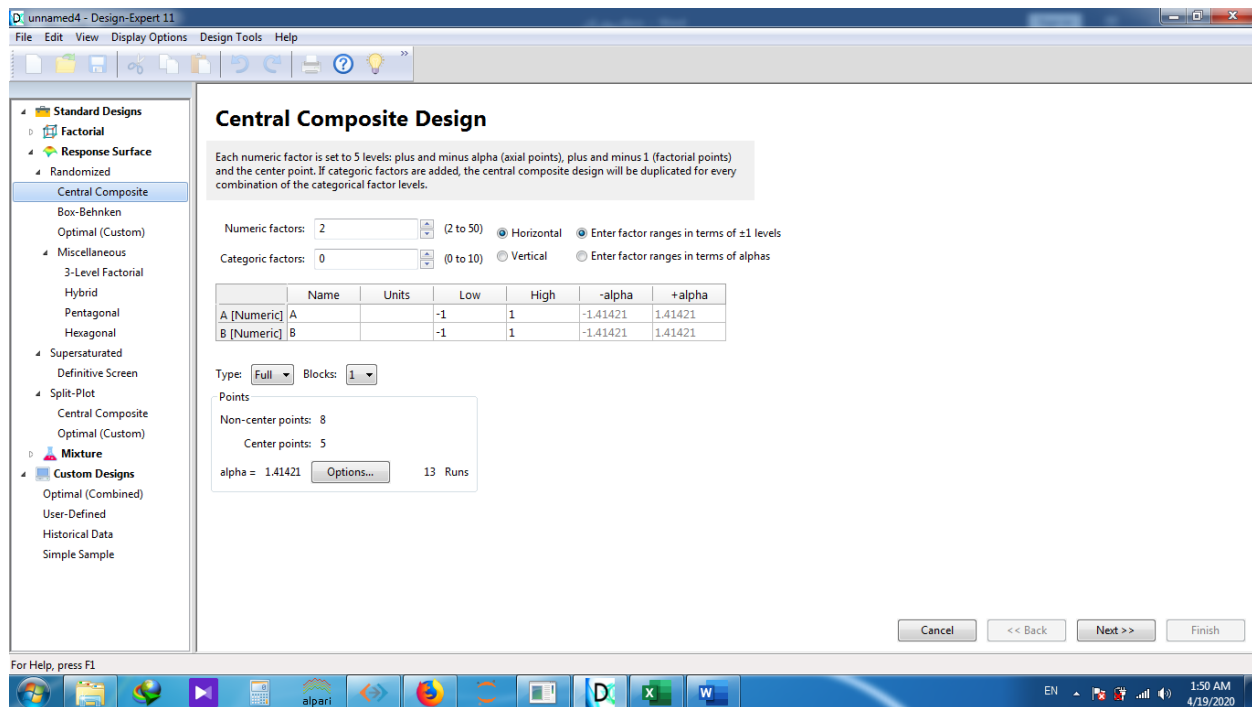 unnamed4 - Design-Expert 11
File Edit View Display Options Design Tools Help
»
Standard Designs
Factorial
Response Surface
Randomized
Central Composite
Box-Behnken
Optimal (Custom)
Miscellaneous
3-Level Factorial
Hybrid
Pentagonal
Hexagonal
Supersaturated
Definitive Screen
Split-Plot
Central Composite
Optimal (Custom)
Mixture
Custom Designs
Optimal (Combined)
User-Defined
Historical Data
Simple Sample
Central Composite Design
Each numeric factor is set to 5 levels: plus and minus alpha (axial points), plus and minus 1 (factorial points)
and the center point. If categoric factors are added, the central composite design will be duplicated for every
combination of the categorical factor levels.
Numeric factors: 2 (2 to 50) Horizontal Enter factor ranges in terms of ±1 levels
Categoric factors: 0 (0 to 10) Vertical Enter factor ranges in terms of alphas
Name Units Low High -alpha +alpha
A [Numeric] A -1 1 -1.41421 1.41421
B [Numeric] B -1 1 -1.41421 1.41421
Type: Full Blocks: 1
Points
Non-center points: 8
Center points: 5
alpha = 1.41421 Options... 13 Runs
Cancel << Back Next >> Finish
For Help, press F1
alpari
EN 1:50 AM
4/19/2020